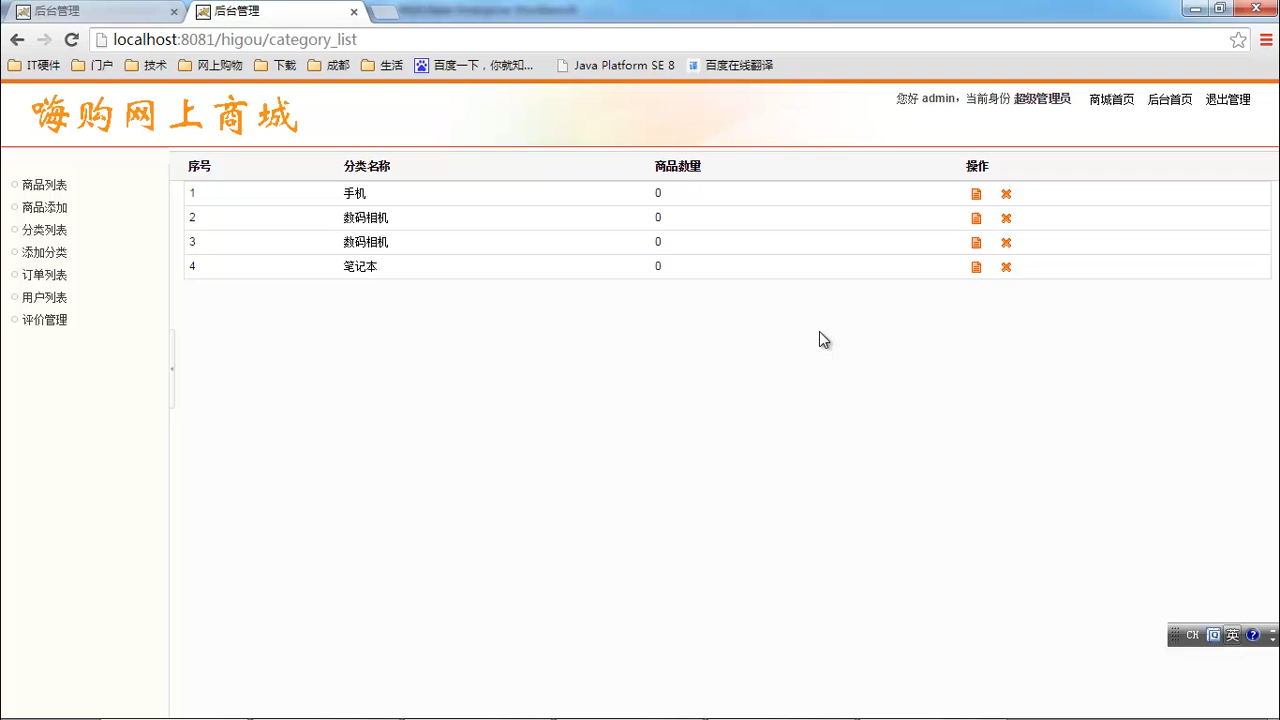 后台管理
后台管理
localhost:8081/higou/category_list
IT硬件 门户 技术 网上购物 下载 成都 生活 百度一下，你就知... Java Platform SE 8 译 百度在线翻译
嗨购网上商城
您好 admin，当前身份 超级管理员 商城首页 后台首页 退出管理
商品列表
商品添加
分类列表
添加分类
订单列表
用户列表
评价管理
序号 分类名称 商品数量 操作
1 手机 0
2 数码相机 0
3 数码相机 0
4 笔记本 0
CH 英 ?